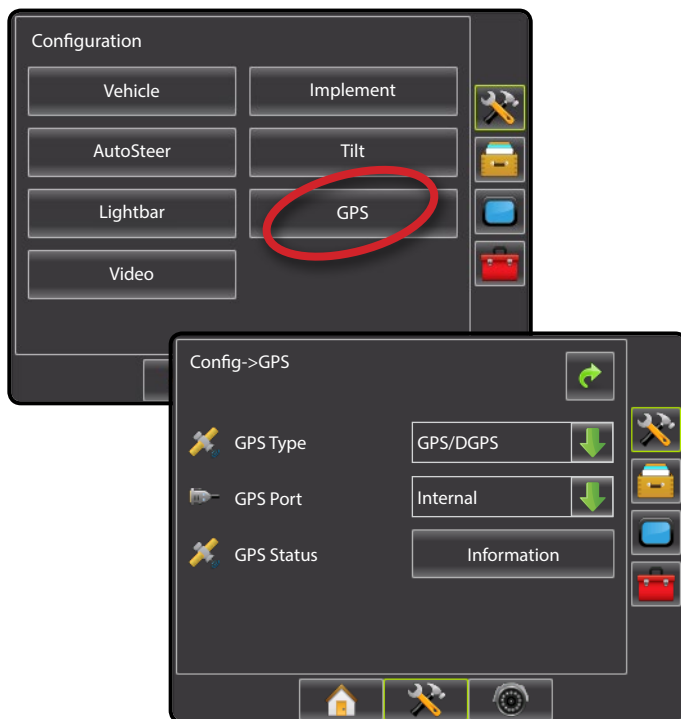 Configuration
Vehicle Implement
AutoSteer Tilt
Lightbar GPS
Video
Config->GPS
GPS Type GPS/DGPS
GPS Port Internal
GPS Status Information